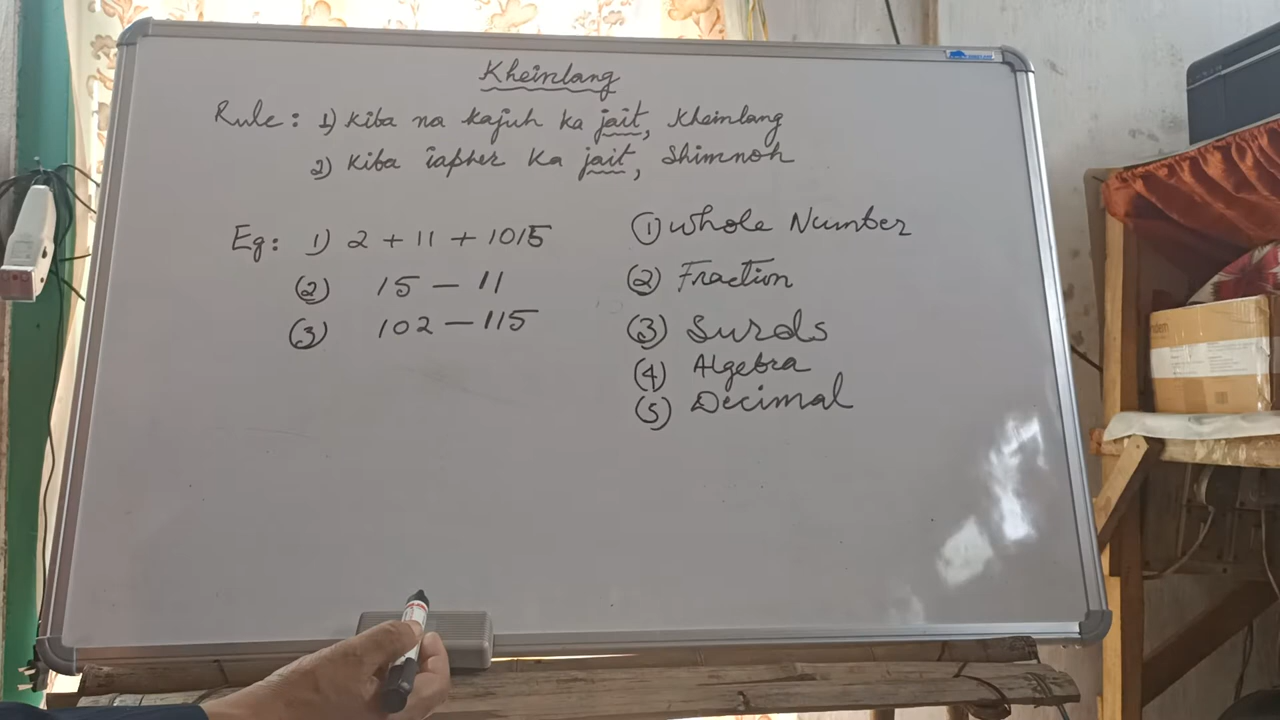 Kheinlang
Rule: 1) Kiba na kajuh ka jait, Kheinlang
2) Kiba iapher ka jait, Shimnoh
Eg: 1) 2 + 11 + 1015
(2) 15 - 11
(3) 102 - 115
(1) Whole Number
(2) Fraction
(3) Surds
(4) Algebra
(5) Decimal